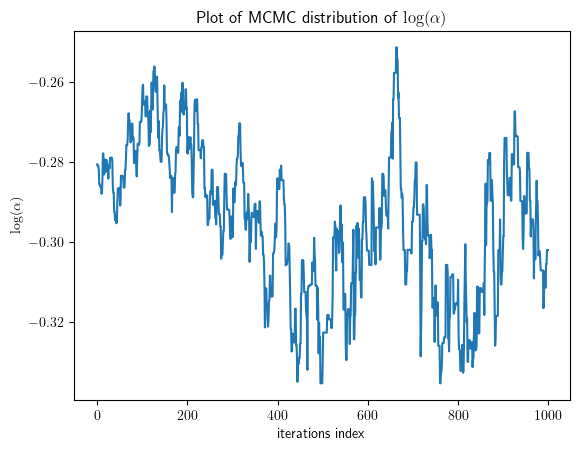 Plot of MCMC distribution of log(α)
log(α)
−0.26
−0.28
−0.30
−0.32
0 200 400 600 800 1000
iterations index